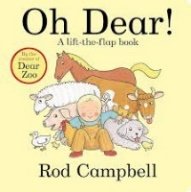 Oh Dear!
A lift-the-flap book
By the
creator of
Dear
Zoo
Rod Campbell